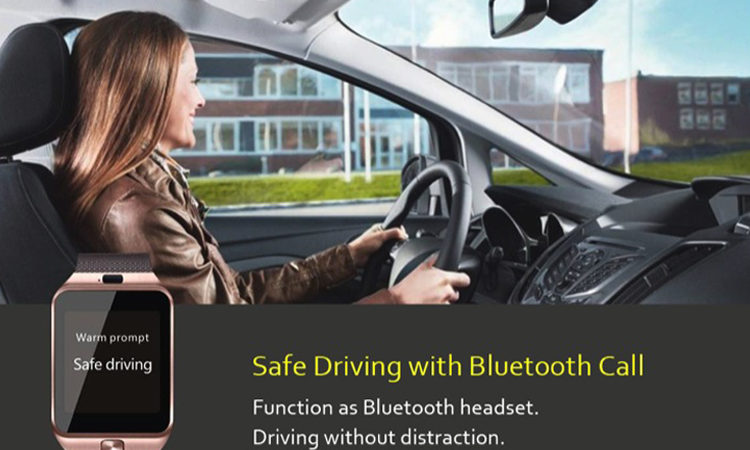 Warm prompt
Safe driving
Safe Driving with Bluetooth Call
Function as Bluetooth headset.
Driving without distraction.